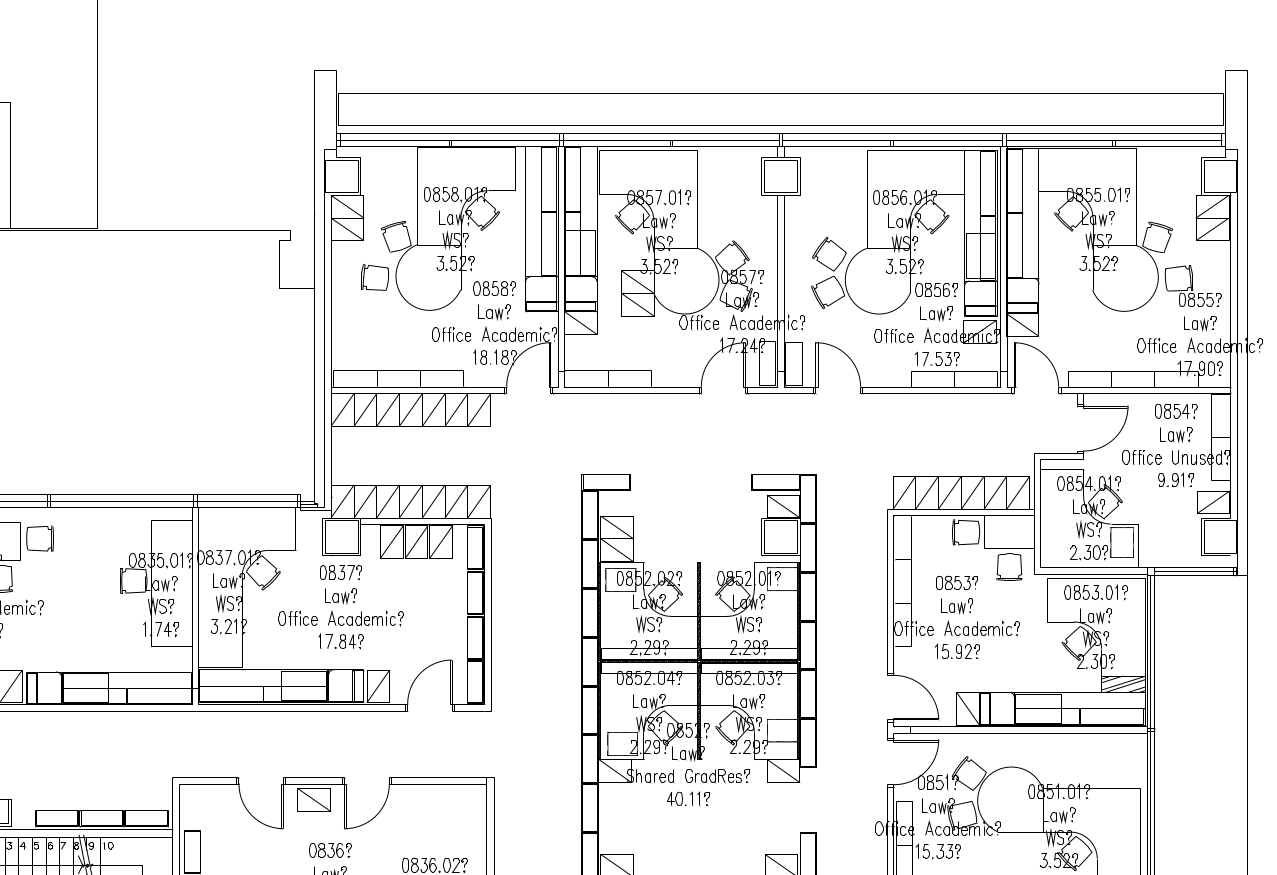 0858.01?
Law?
WS?
3.52?
0858?
Law?
Office Academic?
18.18?
0857.01?
Law?
WS?
3.52?
0857?
Law?
Office Academic?
17.24?
0856.01?
Law?
WS?
3.52?
0856?
Law?
Office Academic?
17.53?
0855.01?
Law?
WS?
3.52?
0855?
Law?
Office Academic?
17.90?
0854?
Law?
Office Unused?
9.91?
0854.01?
Law?
WS?
2.30?
demic?
?
0835.01?
Law?
WS?
1.74?
0837.01?
Law?
WS?
3.21?
0837?
Law?
Office Academic?
17.84?
0852.02?
Law?
WS?
2.29?
0852.01?
Law?
WS?
2.29?
0852.04?
Law?
WS?
2.29?
0852.03?
Law?
WS?
2.29?
0852?
Law?
Shared GradRes?
40.11?
0853?
Law?
Office Academic?
15.92?
0853.01?
Law?
WS?
2.30?
0851?
Law?
Office Academic?
15.33?
0851.01?
Law?
WS?
3.52?
3 4 5 6 7 8 9 10
0836?
Law?
0836.02?